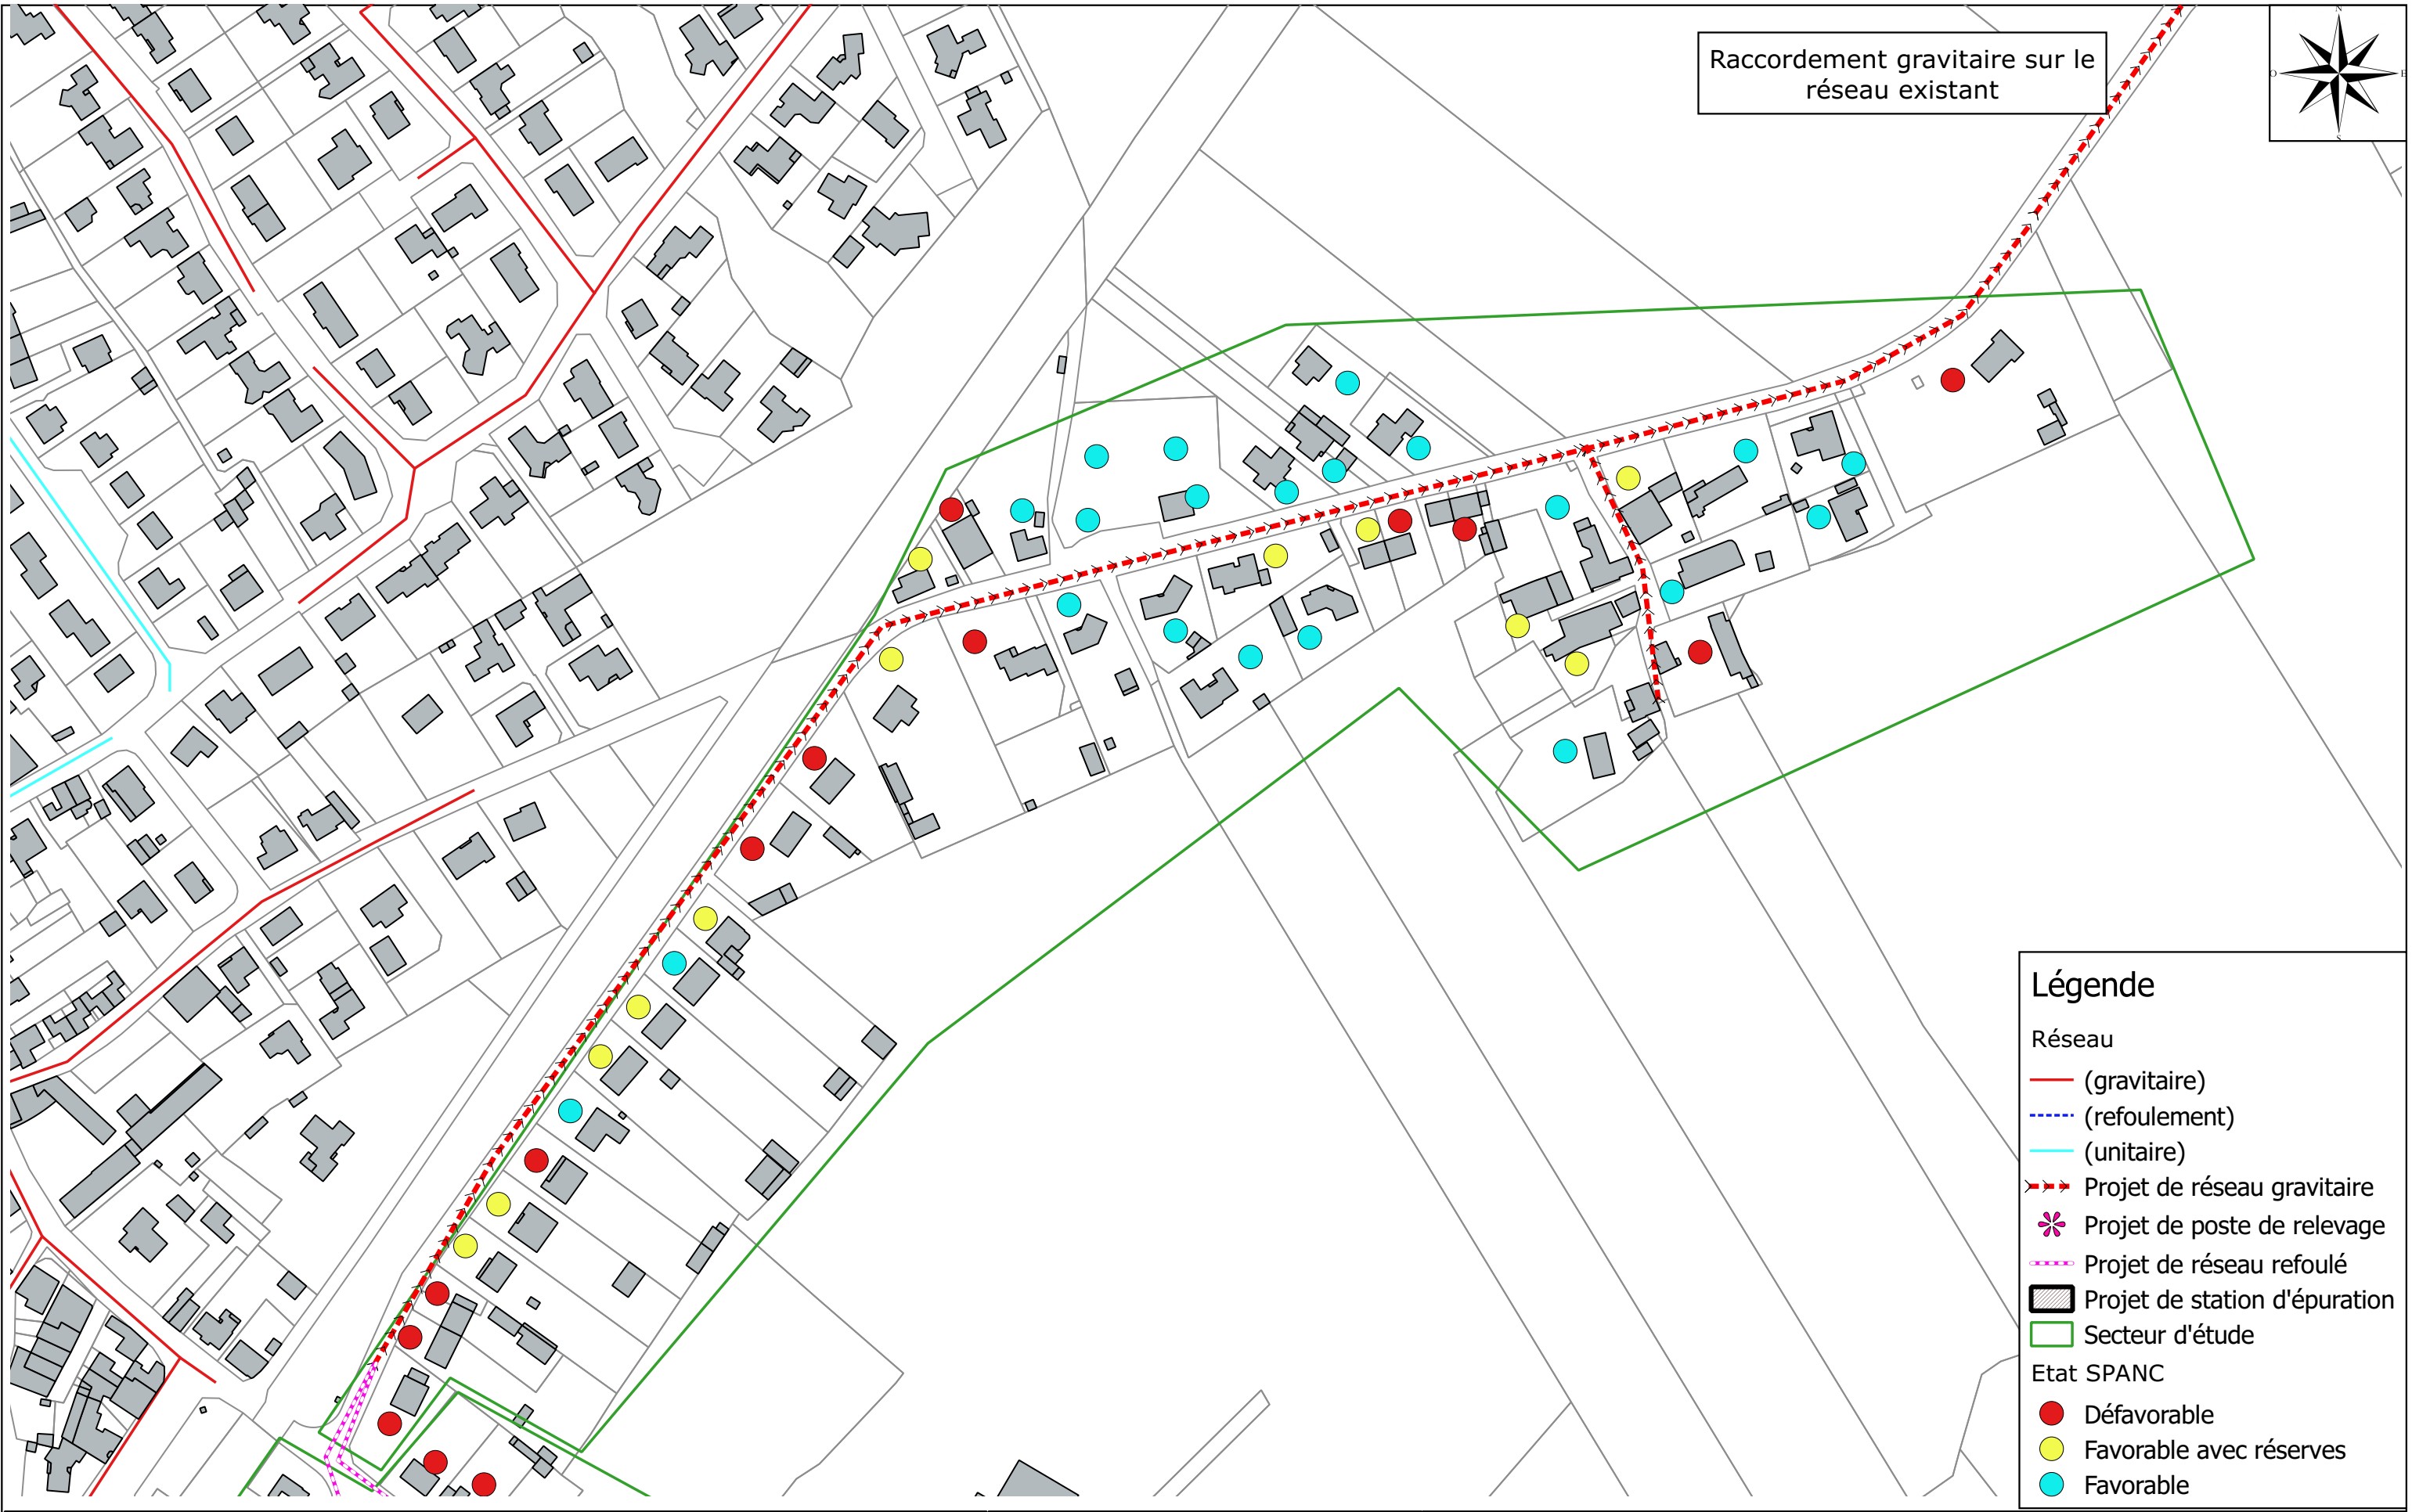 Raccordement gravitaire sur le
réseau existant
N
O
E
S
Légende
Réseau
(gravitaire)
(refoulement)
(unitaire)
Projet de réseau gravitaire
Projet de poste de relevage
Projet de réseau refoulé
Projet de station d'épuration
Secteur d'étude
Etat SPANC
Défavorable
Favorable avec réserves
Favorable